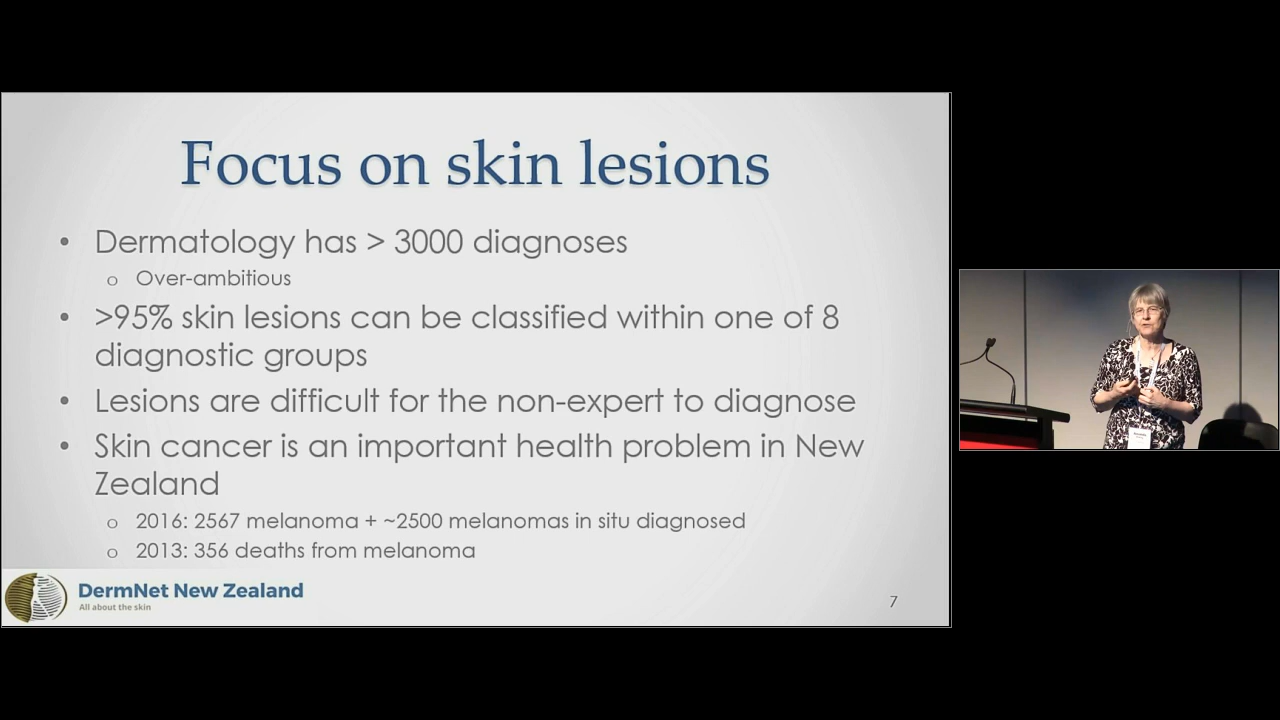 Focus on skin lesions
• Dermatology has > 3000 diagnoses
o Over-ambitious
• >95% skin lesions can be classified within one of 8
diagnostic groups
• Lesions are difficult for the non-expert to diagnose
• Skin cancer is an important health problem in New
Zealand
o 2016: 2567 melanoma + ~2500 melanomas in situ diagnosed
o 2013: 356 deaths from melanoma
DermNet New Zealand
All about the skin
7